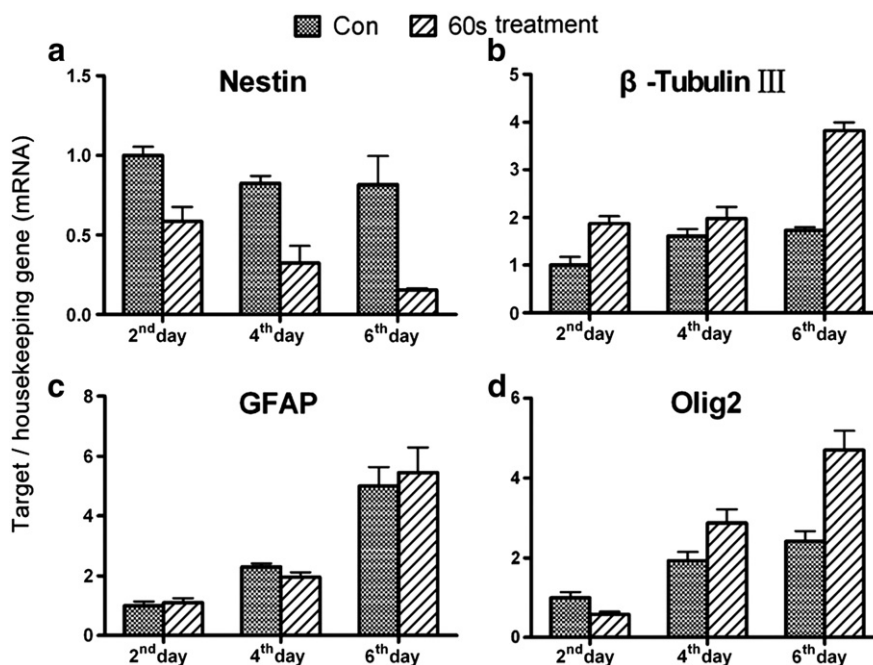 Con 60s treatment
a
Nestin
Target / housekeeping gene (mRNA)
1.5
1.0
0.5
0.0
2nd day 4th day 6th day
b
β -Tubulin Ⅲ
5
4
3
2
1
0
2nd day 4th day 6th day
c
GFAP
8
6
4
2
0
2nd day 4th day 6th day
d
Olig2
6
4
2
0
2nd day 4th day 6th day